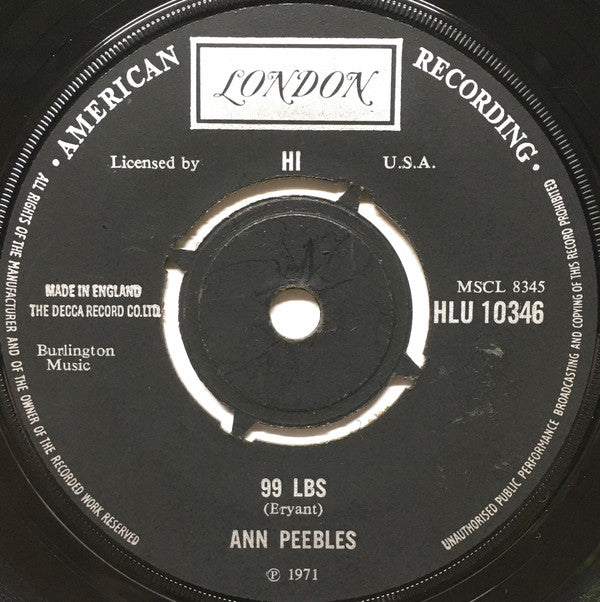 · AMERICAN RECORDING ·
LONDON
Licensed by HI U.S.A.
MADE IN ENGLAND
THE DECCA RECORD CO.LTD.
Burlington
Music
MSCL 8345
HLU 10346
99 LBS
(Eryant)
ANN PEEBLES
℗ 1971
ALL RIGHTS OF THE MANUFACTURER AND OF THE OWNER OF THE RECORDED WORK RESERVED
UNAUTHORISED PUBLIC PERFORMANCE BROADCASTING AND COPYING OF THIS RECORD PROHIBITED